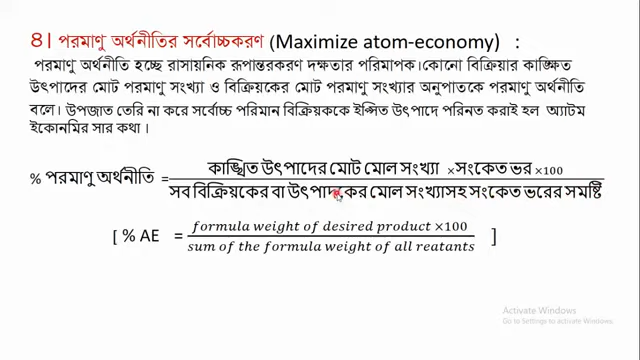 ৪। পরমাণু অর্থনীতির সর্বোচ্চকরণ (Maximize atom-economy) :
পরমাণু অর্থনীতি হচ্ছে রাসায়নিক রূপান্তরকরণ দক্ষতার পরিমাপক।কোনো বিক্রিয়ার কাঙ্ক্ষিত
উৎপাদের মোট পরমাণু সংখ্যা ও বিক্রিয়কের মোট পরমাণু সংখ্যার অনুপাতকে পরমাণু অর্থনীতি
বলে। উপজাত তেরি না করে সর্বোচ্চ পরিমান বিক্রিয়ককে ইপ্সিত উৎপাদে পরিনত করাই হল অ্যাটম
ইকোনমির সার কথা।
% পরমাণু অর্থনীতি = কাঙ্খিত উৎপাদের মোট মোল সংখ্যা ×সংকেত ভর ×100
সব বিক্রিয়কের বা উৎপাদকের মোল সংখ্যাসহ সংকেত ভরের সমষ্টি
[ % AE = formula weight of desired product ×100 ]
sum of the formula weight of all reatants
Activate Windows
Go to Settings to activate Windows.